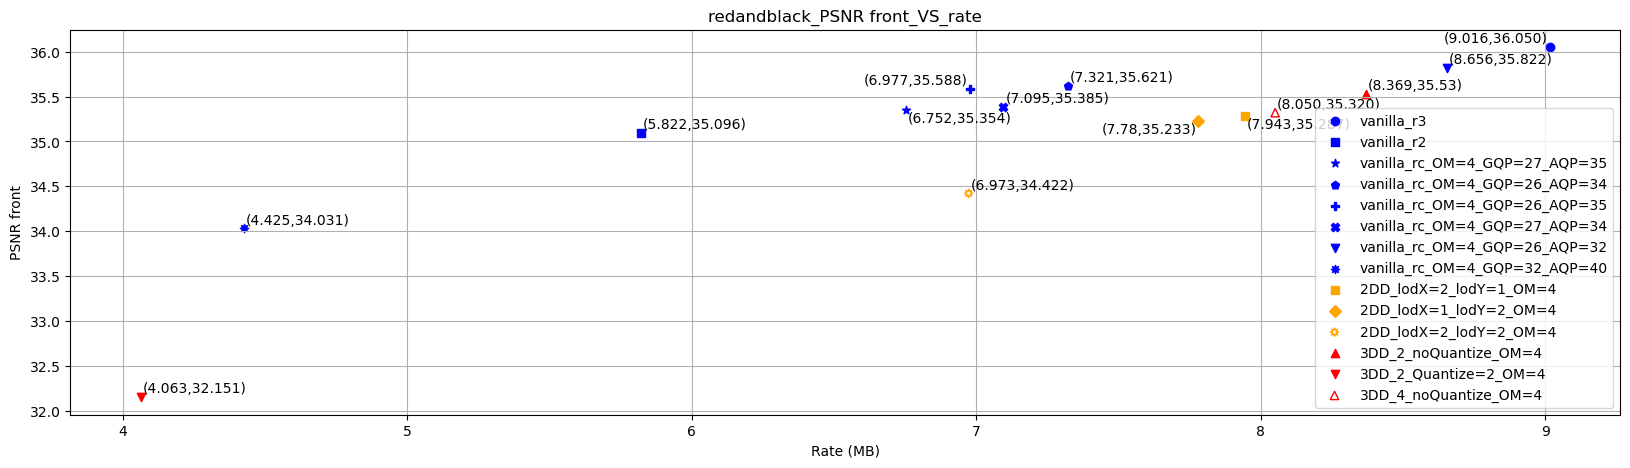 redandblack_PSNR front_VS_rate
PSNR front
36.0
35.5
35.0
34.5
34.0
33.5
33.0
32.5
32.0
(9.016,36.050)
(8.656,35.822)
(6.977,35.588)
(7.321,35.621)
(8.369,35.53)
(7.095,35.385)
(8.050,35.320)
(6.752,35.354)
(5.822,35.096)
(7.78,35.233)
(7.943,35.287)
(6.973,34.422)
(4.425,34.031)
(4.063,32.151)
vanilla_r3
vanilla_r2
vanilla_rc_OM=4_GQP=27_AQP=35
vanilla_rc_OM=4_GQP=26_AQP=34
vanilla_rc_OM=4_GQP=26_AQP=35
vanilla_rc_OM=4_GQP=27_AQP=34
vanilla_rc_OM=4_GQP=26_AQP=32
vanilla_rc_OM=4_GQP=32_AQP=40
2DD_lodX=2_lodY=1_OM=4
2DD_lodX=1_lodY=2_OM=4
2DD_lodX=2_lodY=2_OM=4
3DD_2_noQuantize_OM=4
3DD_2_Quantize=2_OM=4
3DD_4_noQuantize_OM=4
4
5
6
7
8
9
Rate (MB)